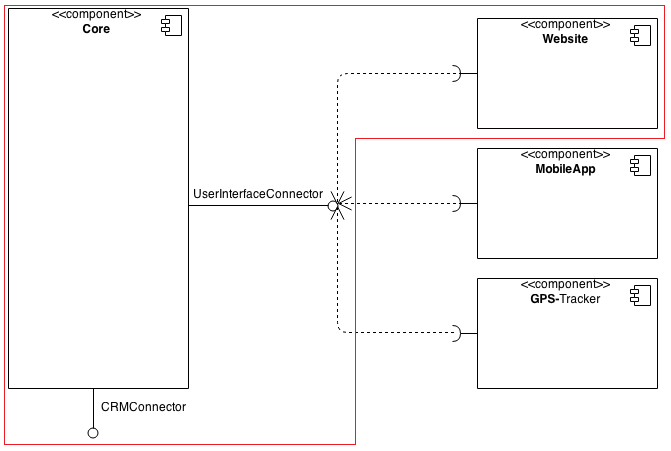 <<component>>
Core
<<component>>
Website
UserInterfaceConnector
<<component>>
MobileApp
<<component>>
GPS-Tracker
CRMConnector